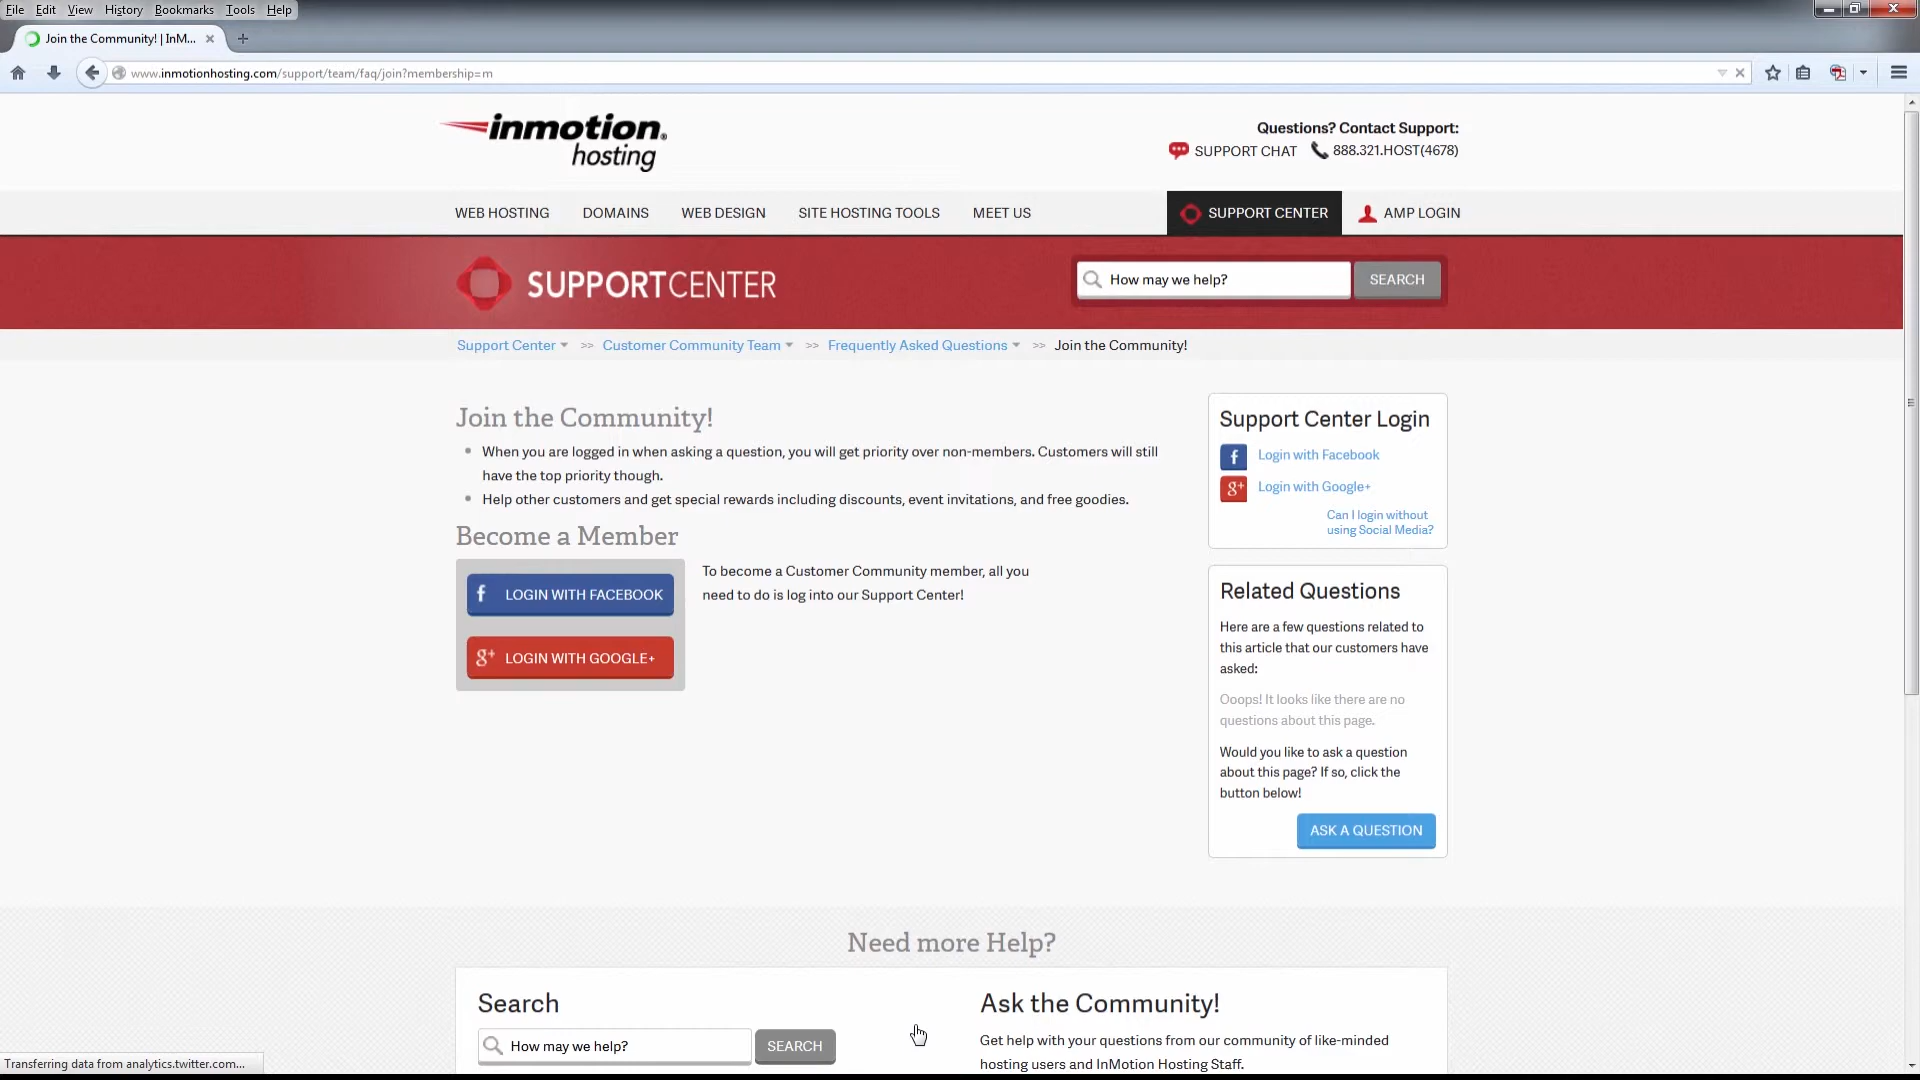 File Edit View History Bookmarks Tools Help
Join the Community! | InM...
www.inmotionhosting.com/support/team/faq/join?membership=m
inmotion®
hosting
Questions? Contact Support:
SUPPORT CHAT 888.321.HOST(4678)
WEB HOSTING DOMAINS WEB DESIGN SITE HOSTING TOOLS MEET US SUPPORT CENTER AMP LOGIN
SUPPORTCENTER
How may we help? SEARCH
Support Center >> Customer Community Team >> Frequently Asked Questions >> Join the Community!
Join the Community!
When you are logged in when asking a question, you will get priority over non-members. Customers will still
have the top priority though.
Help other customers and get special rewards including discounts, event invitations, and free goodies.
Become a Member
f LOGIN WITH FACEBOOK
g+ LOGIN WITH GOOGLE+
To become a Customer Community member, all you
need to do is log into our Support Center!
Support Center Login
f Login with Facebook
g+ Login with Google+
Can I login without
using Social Media?
Related Questions
Here are a few questions related to
this article that our customers have
asked:
Ooops! It looks like there are no
questions about this page.
Would you like to ask a question
about this page? If so, click the
button below!
ASK A QUESTION
Need more Help?
Search
How may we help? SEARCH
Ask the Community!
Get help with your questions from our community of like-minded
hosting users and InMotion Hosting Staff.
Transferring data from analytics.twitter.com...